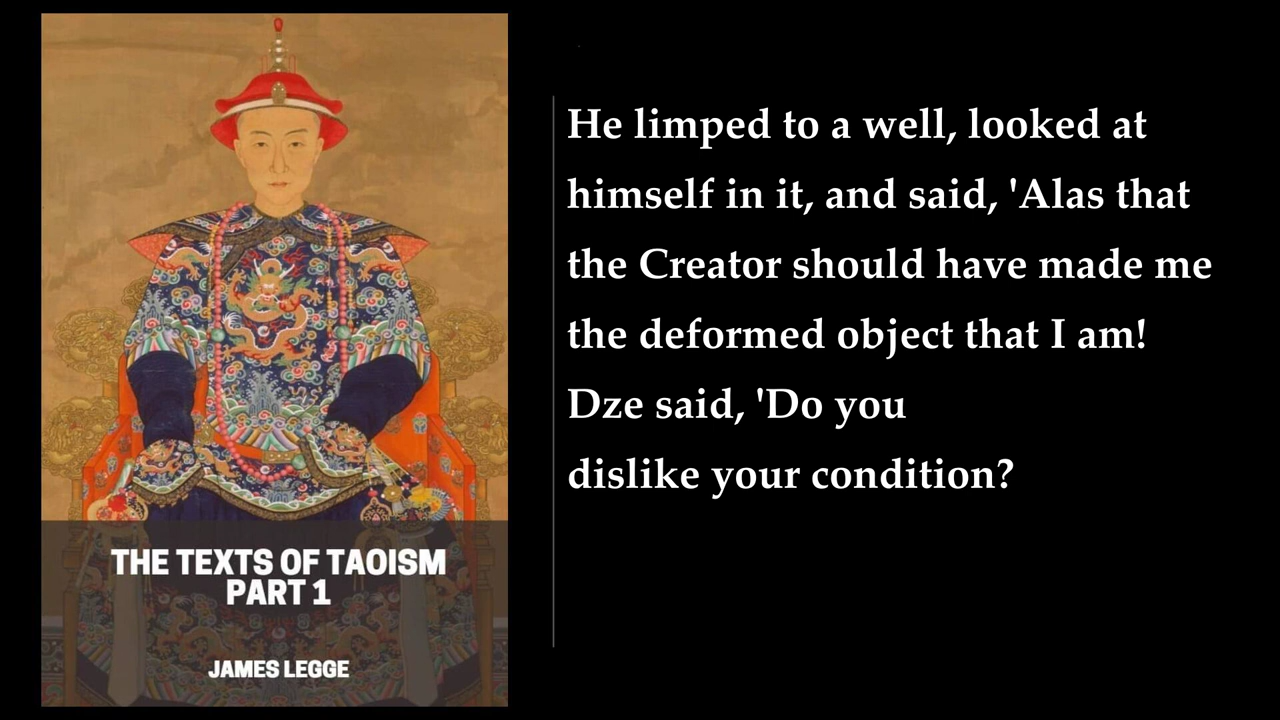 He limped to a well, looked at
himself in it, and said, 'Alas that
the Creator should have made me
the deformed object that I am!
Dze said, 'Do you
dislike your condition?
THE TEXTS OF TAOISM
PART 1
JAMES LEGGE